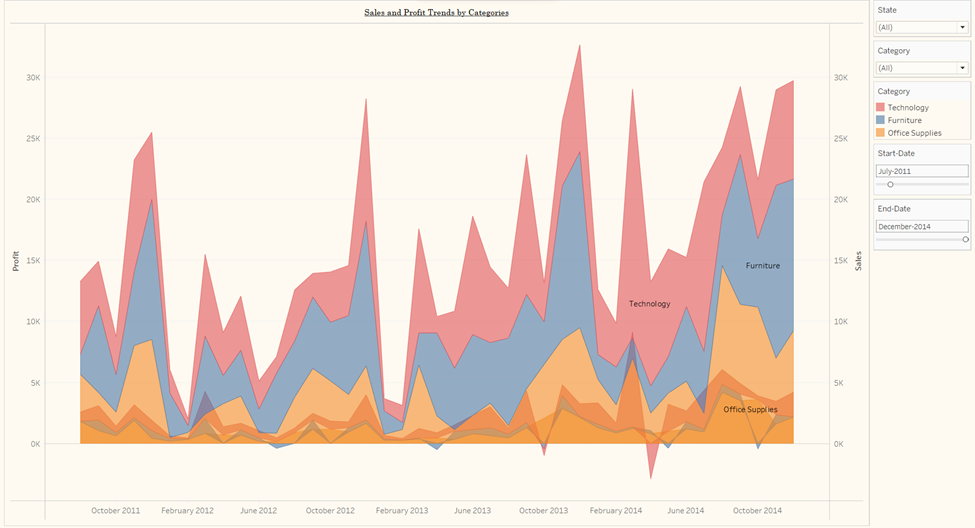 Sales and Profit Trends by Categories
State
(All)
Category
(All)
Category
Technology
Furniture
Office Supplies
Start-Date
July-2011
End-Date
December-2014
Profit
30K
25K
20K
15K
10K
5K
0K
Furniture
Technology
Office Supplies
30K
25K
20K
15K
10K
5K
0K
Sales
October 2011 February 2012 June 2012 October 2012 February 2013 June 2013 October 2013 February 2014 June 2014 October 2014